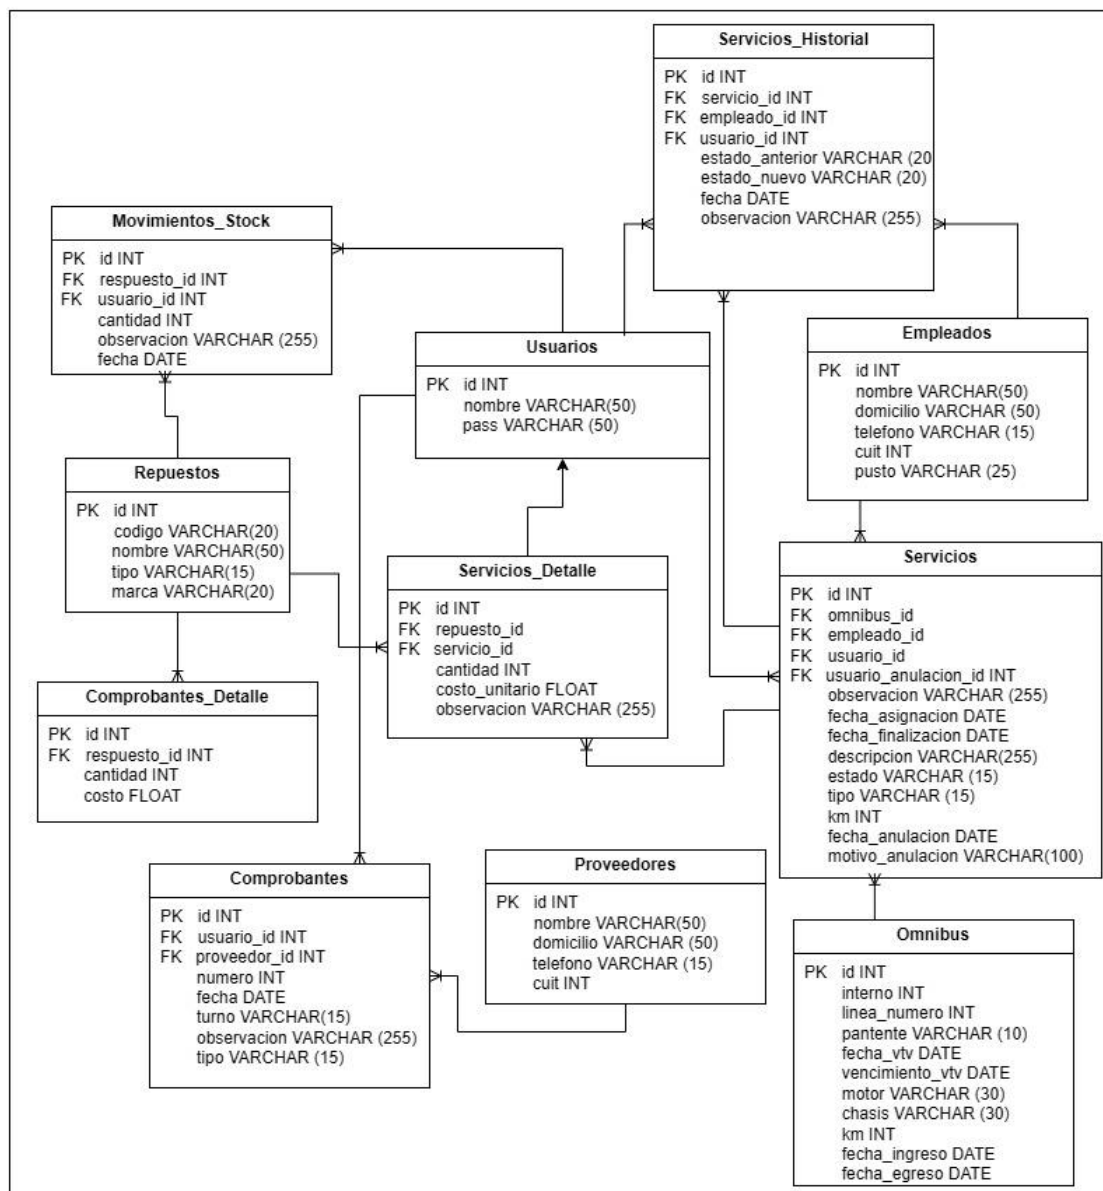 Servicios_Historial
PK id INT
FK servicio_id INT
FK empleado_id INT
FK usuario_id INT
estado_anterior VARCHAR (20
estado_nuevo VARCHAR (20)
fecha DATE
observacion VARCHAR (255)
Movimientos_Stock
PK id INT
FK respuesto_id INT
FK usuario_id INT
cantidad INT
observacion VARCHAR (255)
fecha DATE
Usuarios
PK id INT
nombre VARCHAR(50)
pass VARCHAR (50)
Empleados
PK id INT
nombre VARCHAR(50)
domicilio VARCHAR (50)
telefono VARCHAR (15)
cuit INT
pusto VARCHAR (25)
Repuestos
PK id INT
codigo VARCHAR(20)
nombre VARCHAR(50)
tipo VARCHAR(15)
marca VARCHAR(20)
Servicios_Detalle
PK id INT
FK repuesto_id
FK servicio_id
cantidad INT
costo_unitario FLOAT
observacion VARCHAR (255)
Servicios
PK id INT
FK omnibus_id
FK empleado_id
FK usuario_id
FK usuario_anulacion_id INT
observacion VARCHAR (255)
fecha_asignacion DATE
fecha_finalizacion DATE
descripcion VARCHAR(255)
estado VARCHAR (15)
tipo VARCHAR (15)
km INT
fecha_anulacion DATE
motivo_anulacion VARCHAR(100)
Comprobantes_Detalle
PK id INT
FK respuesto_id INT
cantidad INT
costo FLOAT
Comprobantes
PK id INT
FK usuario_id INT
FK proveedor_id INT
numero INT
fecha DATE
turno VARCHAR(15)
observacion VARCHAR (255)
tipo VARCHAR (15)
Proveedores
PK id INT
nombre VARCHAR(50)
domicilio VARCHAR (50)
telefono VARCHAR (15)
cuit INT
Omnibus
PK id INT
interno INT
linea_numero INT
pantente VARCHAR (10)
fecha_vtv DATE
vencimiento_vtv DATE
motor VARCHAR (30)
chasis VARCHAR (30)
km INT
fecha_ingreso DATE
fecha_egreso DATE